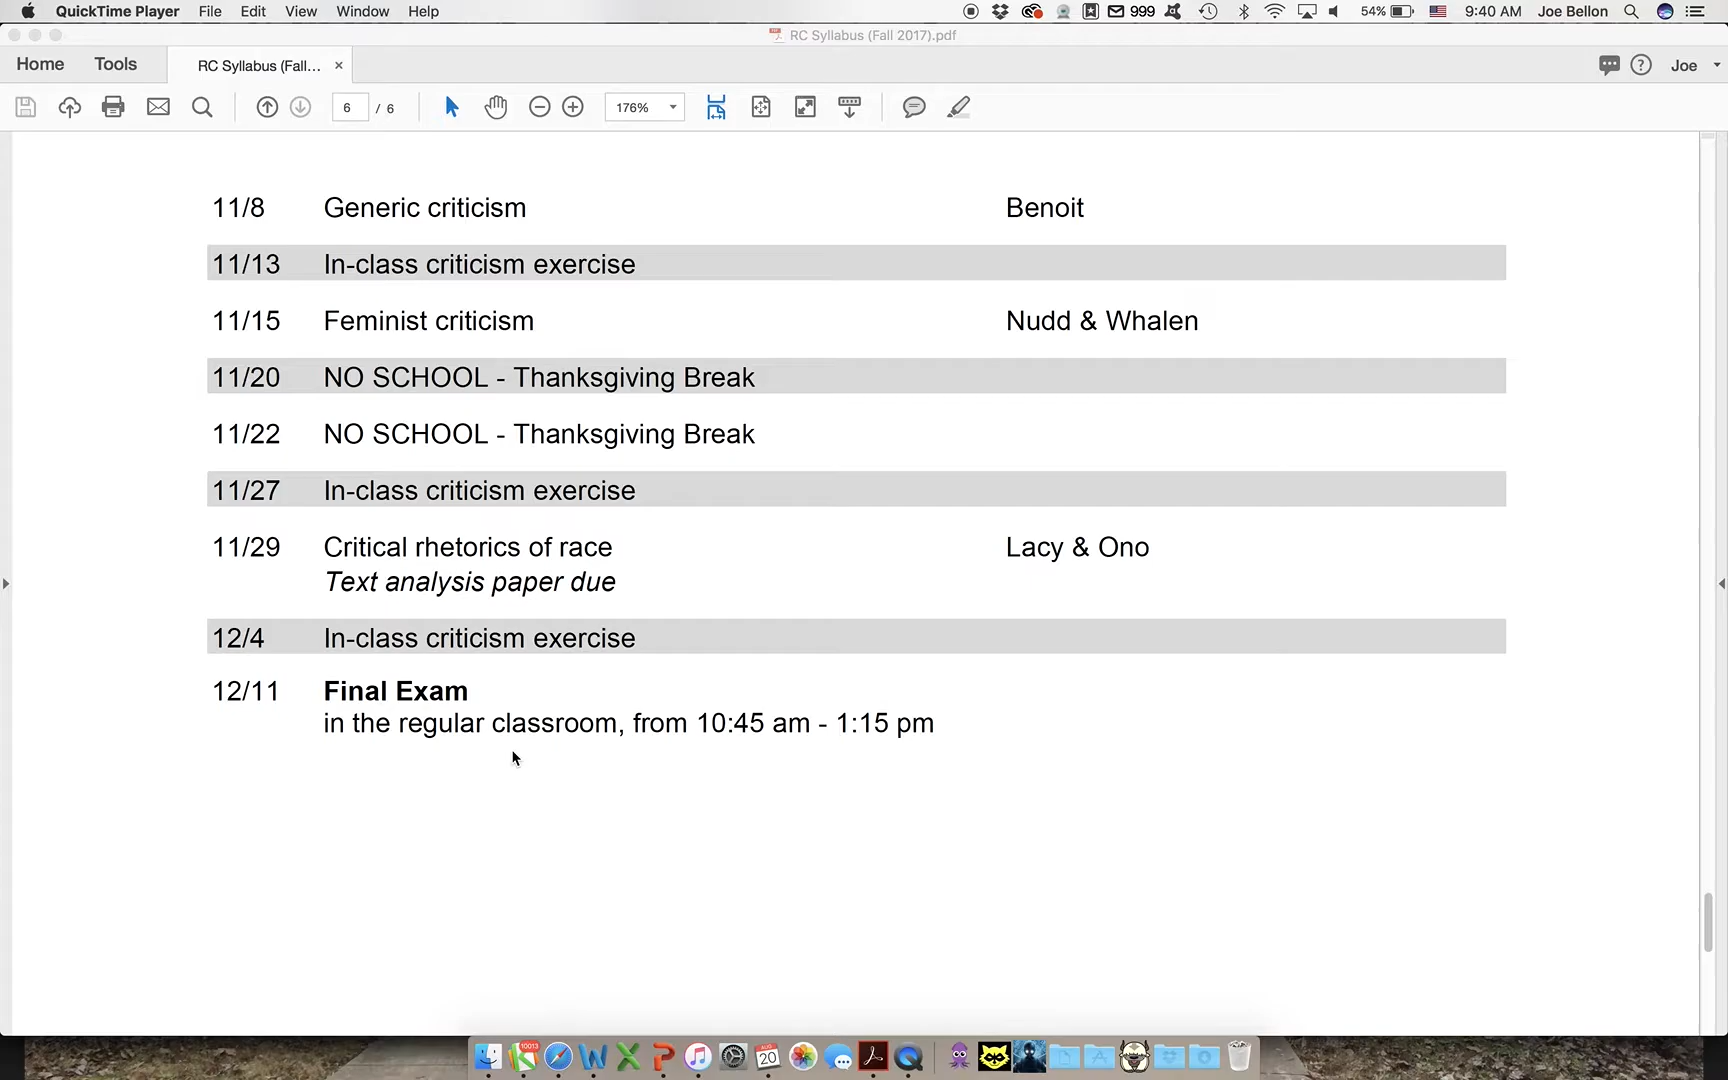 QuickTime Player File Edit View Window Help 999 54% 9:40 AM Joe Bellon
RC Syllabus (Fall 2017).pdf
Home Tools RC Syllabus (Fall... × Joe
6 / 6 176%
11/8 Generic criticism Benoit
11/13 In-class criticism exercise
11/15 Feminist criticism Nudd & Whalen
11/20 NO SCHOOL - Thanksgiving Break
11/22 NO SCHOOL - Thanksgiving Break
11/27 In-class criticism exercise
11/29 Critical rhetorics of race Lacy & Ono
Text analysis paper due
12/4 In-class criticism exercise
12/11 Final Exam
in the regular classroom, from 10:45 am - 1:15 pm
10013
AUG
20